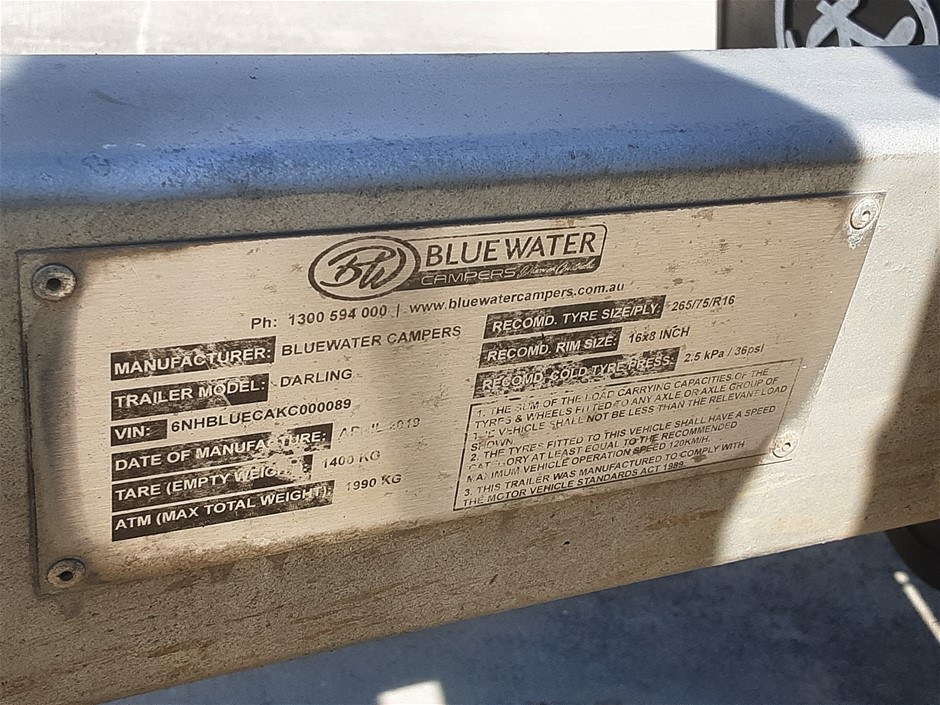 BW
BLUEWATER
CAMPERS
Ph: 1300 594 000 | www.bluewatercampers.com.au
MANUFACTURER: BLUEWATER CAMPERS
TRAILER MODEL: DARLING
VIN: 6NHBLUECAKC000089
DATE OF MANUFACTURE: APRIL 2019
TARE (EMPTY WEIGHT): 1400 KG
ATM (MAX TOTAL WEIGHT): 1990 KG
RECOMD. TYRE SIZE/PLY: 265/75/R16
RECOMD. RIM SIZE: 16x8 INCH
RECOMD. COLD TYRE PRESS: 2.5 kPa / 36psi
1. THE SUM OF THE LOAD CARRYING CAPACITIES OF THE
TYRES & WHEELS FITTED TO ANY AXLE OR AXLE GROUP OF
THE VEHICLE SHALL NOT BE LESS THAN THE RELEVANT LOAD
SHOWN.
2. THE TYRES FITTED TO THIS VEHICLE SHALL HAVE A SPEED
CATEGORY AT LEAST EQUAL TO THE RECOMMENDED
MAXIMUM VEHICLE OPERATION SPEED 120KM/H.
3. THIS TRAILER WAS MANUFACTURED TO COMPLY WITH
THE MOTOR VEHICLE STANDARDS ACT 1989.